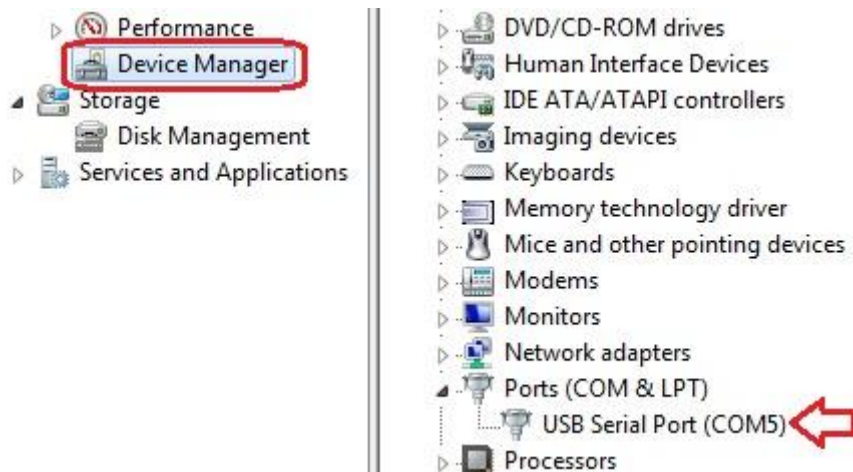 Performance
Device Manager
Storage
Disk Management
Services and Applications
DVD/CD-ROM drives
Human Interface Devices
IDE ATA/ATAPI controllers
Imaging devices
Keyboards
Memory technology driver
Mice and other pointing devices
Modems
Monitors
Network adapters
Ports (COM & LPT)
USB Serial Port (COM5)
Processors